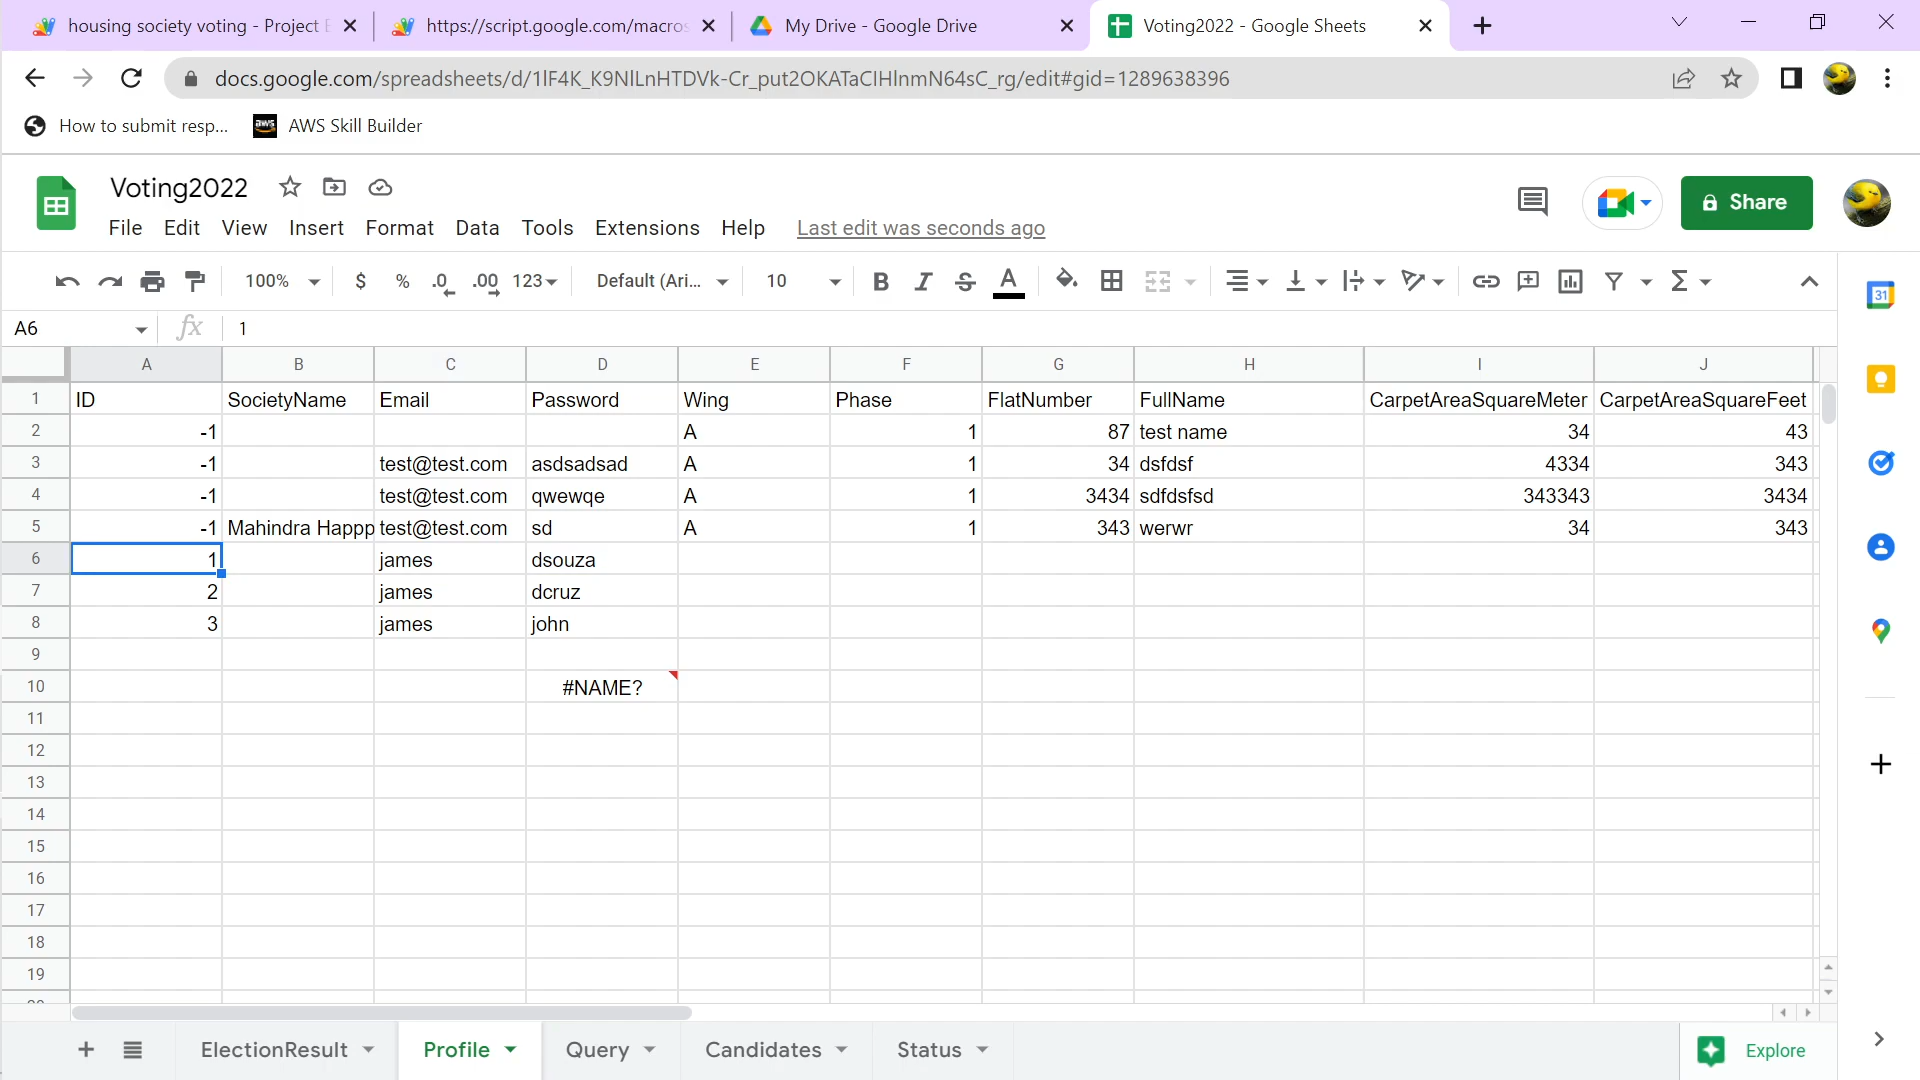 housing society voting - Project E
https://script.google.com/macros
My Drive - Google Drive
Voting2022 - Google Sheets
docs.google.com/spreadsheets/d/1lF4K_K9NlLnHTDVk-Cr_put2OKATaCIHlnmN64sC_rg/edit#gid=1289638396
How to submit resp...
aws AWS Skill Builder
Voting2022
File Edit View Insert Format Data Tools Extensions Help Last edit was seconds ago
Share
100% $ % .0 .00 123 Default (Ari... 10 B I S A
31
A6 fx 1
A B C D E F G H I J
1 ID SocietyName Email Password Wing Phase FlatNumber FullName CarpetAreaSquareMeter CarpetAreaSquareFeet
2 -1 A 1 87 test name 34 43
3 -1 test@test.com asdsadsad A 1 34 dsfdsf 4334 343
4 -1 test@test.com qwewqe A 1 3434 sdfdsfsd 343343 3434
5 -1 Mahindra Happp test@test.com sd A 1 343 werwr 34 343
6 1 james dsouza
7 2 james dcruz
8 3 james john
9
10 #NAME?
11
12
13
14
15
16
17
18
19
ElectionResult Profile Query Candidates Status Explore